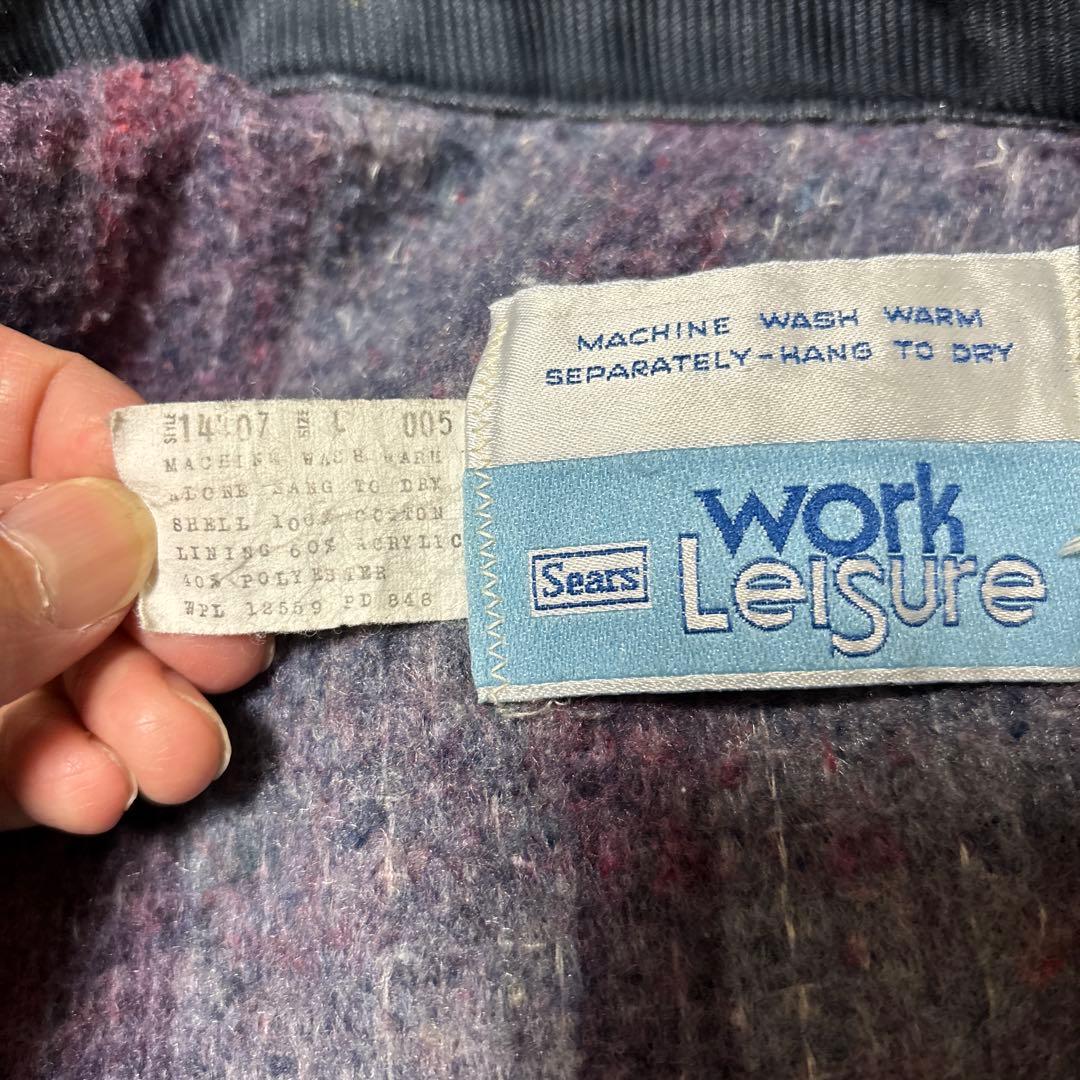 STYLE 14407 SIZE L 005
MACHINE WASH WARM
ALONE HANG TO DRY
SHELL 100% COTTON
LINING 60% ACRYLIC
40% POLYESTER
WPL 12559 PD 848
MACHINE WASH WARM
SEPARATELY-HANG TO DRY
Sears
work
Leisure